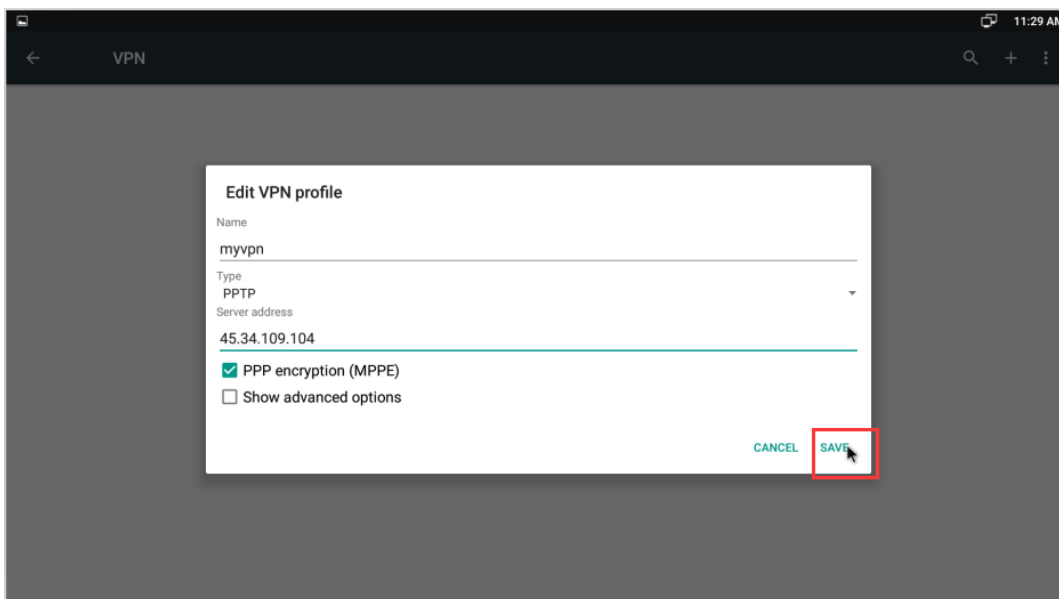 11:29 AM
VPN
Edit VPN profile
Name
myvpn
Type
PPTP
Server address
45.34.109.104
PPP encryption (MPPE)
Show advanced options
CANCEL SAVE